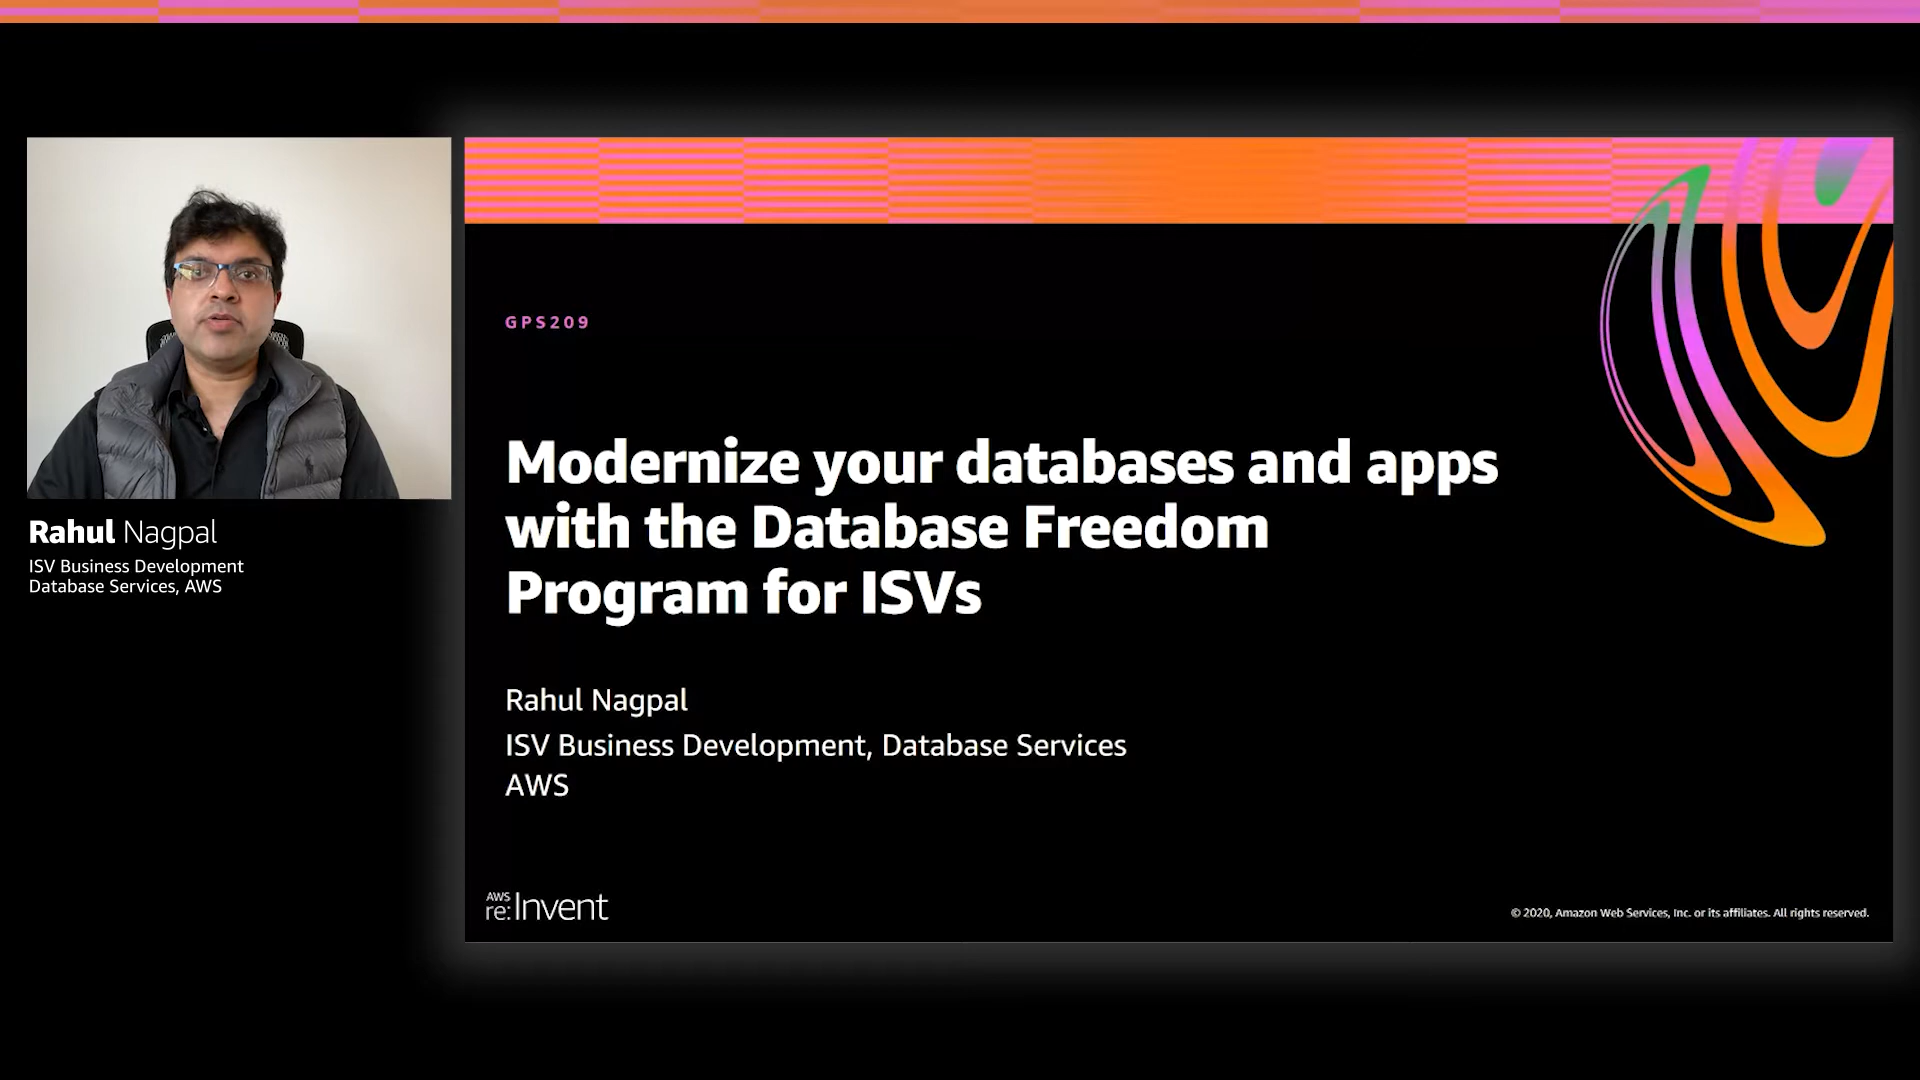 Rahul Nagpal
ISV Business Development
Database Services, AWS
GPS209
Modernize your databases and apps
with the Database Freedom
Program for ISVs
Rahul Nagpal
ISV Business Development, Database Services
AWS
AWS
re:Invent
© 2020, Amazon Web Services, Inc. or its affiliates. All rights reserved.